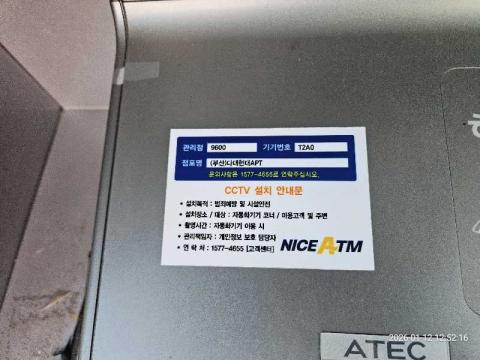 관리점 9600 기기번호 T2A0
점포명 (부산)다대현대APT
문의사항은 1577-4655로 연락주십시오.
CCTV 설치 안내문
• 설치목적 : 범죄예방 및 시설안전
• 설치장소 / 대상 : 자동화기기 코너 / 이용고객 및 주변
• 촬영시간 : 자동화기기 이용 시
• 관리책임자 : 개인정보 보호 담당자
• 연 락 처 : 1577-4655 [고객센터]
NICE ATM
ATEC
2026-01-12 12:52:16